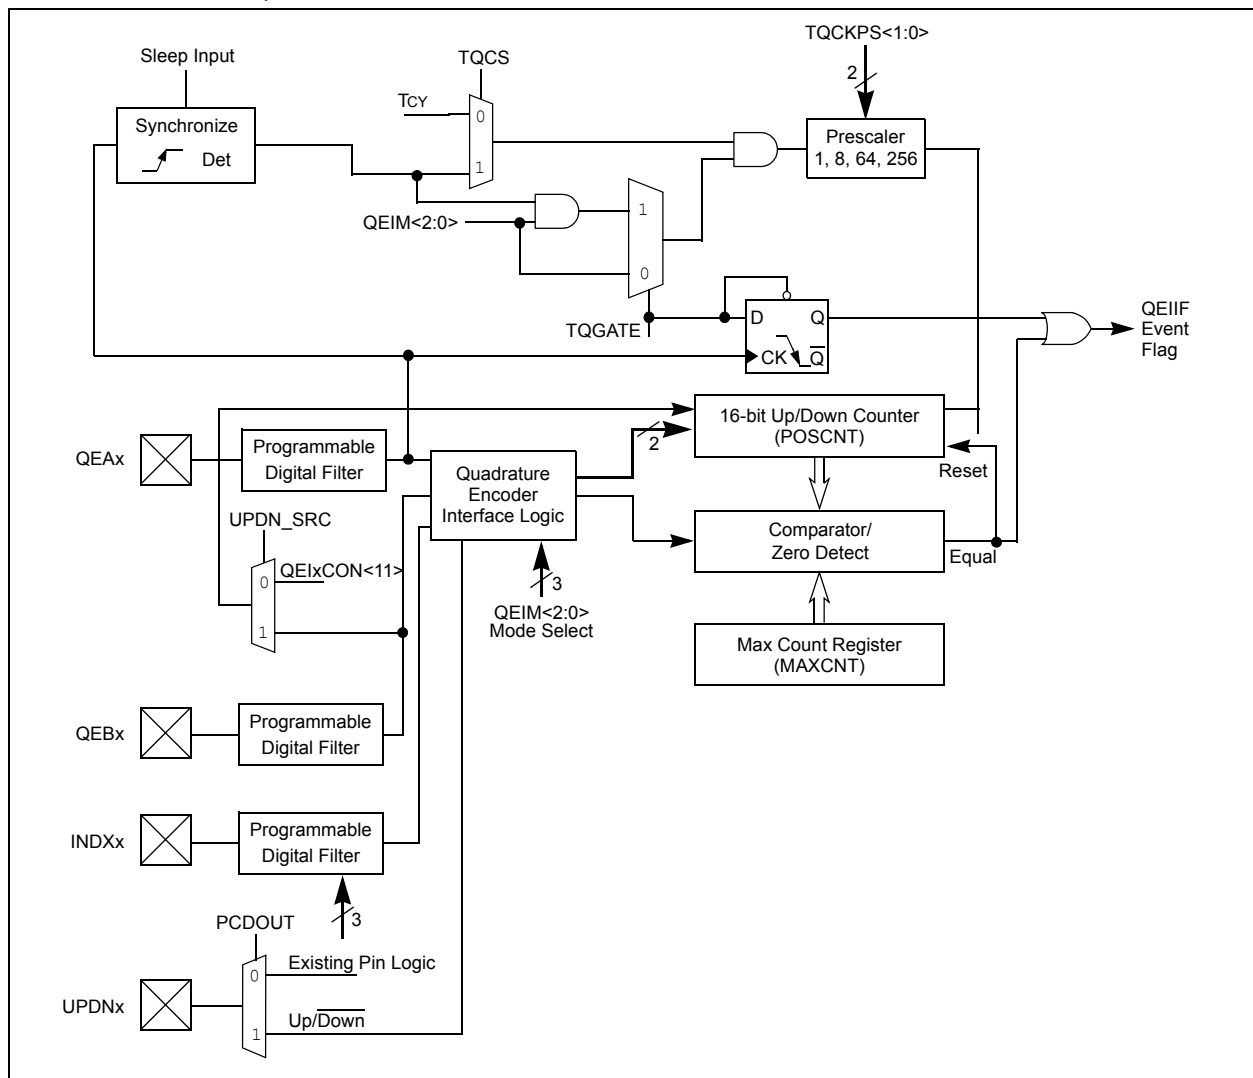 TQCKPS<1:0>
Sleep Input
TQCS
2
TCY
0
Synchronize
Det
Prescaler
1, 8, 64, 256
1
QEIM<2:0>
1
0
TQGATE
D
Q
CK
Q
QEIIF
Event
Flag
16-bit Up/Down Counter
(POSCNT)
2
Reset
QEAx
Programmable
Digital Filter
Quadrature
Encoder
Interface Logic
UPDN_SRC
0
QEIxCON<11>
1
Comparator/
Zero Detect
Equal
3
QEIM<2:0>
Mode Select
Max Count Register
(MAXCNT)
QEBx
Programmable
Digital Filter
INDXx
Programmable
Digital Filter
3
PCDOUT
0
Existing Pin Logic
UPDNx
1
Up/Down